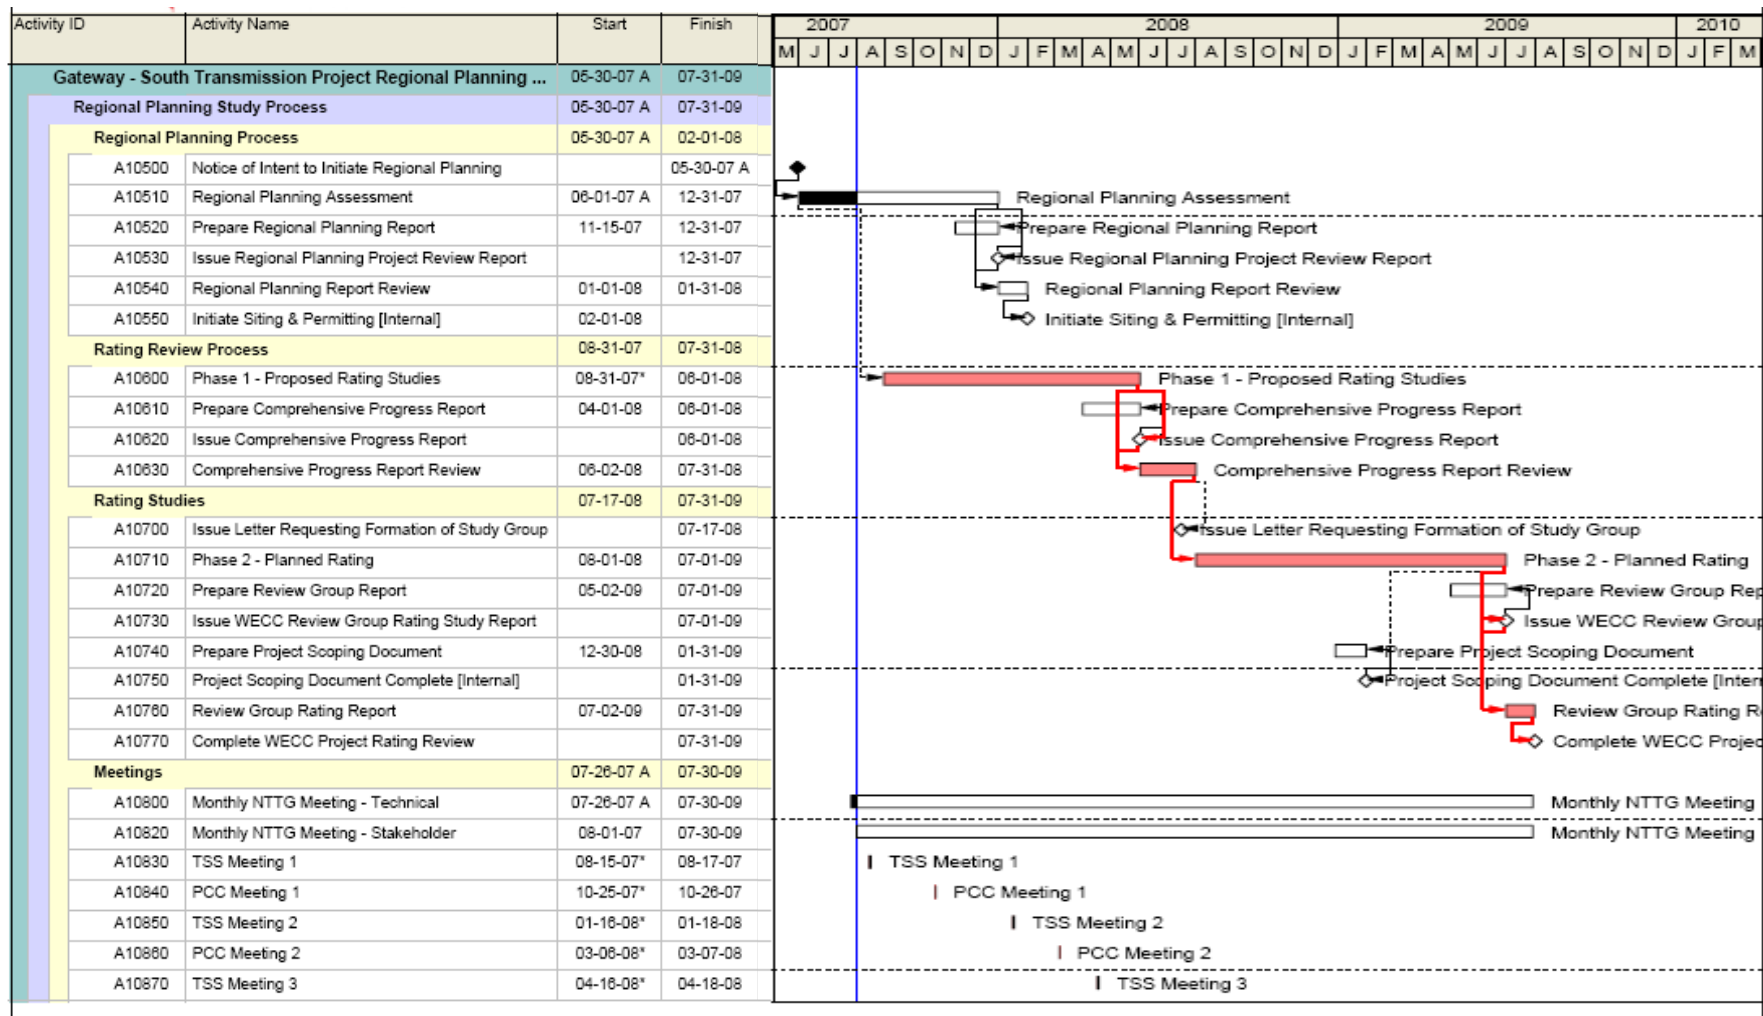 Activity ID Activity Name Start Finish 2007 2008 2009 2010
M J J A S O N D J F M A M J J A S O N D J F M A M J J A S O N D J F M
Gateway - South Transmission Project Regional Planning ... 05-30-07 A 07-31-09
Regional Planning Study Process 05-30-07 A 07-31-09
Regional Planning Process 05-30-07 A 02-01-08
A10500 Notice of Intent to Initiate Regional Planning 05-30-07 A
A10510 Regional Planning Assessment 06-01-07 A 12-31-07 Regional Planning Assessment
A10520 Prepare Regional Planning Report 11-15-07 12-31-07 Prepare Regional Planning Report
A10530 Issue Regional Planning Project Review Report 12-31-07 Issue Regional Planning Project Review Report
A10540 Regional Planning Report Review 01-01-08 01-31-08 Regional Planning Report Review
A10550 Initiate Siting & Permitting [Internal] 02-01-08 Initiate Siting & Permitting [Internal]
Rating Review Process 08-31-07 07-31-08
A10600 Phase 1 - Proposed Rating Studies 08-31-07* 06-01-08 Phase 1 - Proposed Rating Studies
A10610 Prepare Comprehensive Progress Report 04-01-08 06-01-08 Prepare Comprehensive Progress Report
A10620 Issue Comprehensive Progress Report 06-01-08 Issue Comprehensive Progress Report
A10630 Comprehensive Progress Report Review 06-02-08 07-31-08 Comprehensive Progress Report Review
Rating Studies 07-17-08 07-31-09
A10700 Issue Letter Requesting Formation of Study Group 07-17-08 Issue Letter Requesting Formation of Study Group
A10710 Phase 2 - Planned Rating 08-01-08 07-01-09 Phase 2 - Planned Rating
A10720 Prepare Review Group Report 05-02-09 07-01-09 Prepare Review Group Rep
A10730 Issue WECC Review Group Rating Study Report 07-01-09 Issue WECC Review Group
A10740 Prepare Project Scoping Document 12-30-08 01-31-09 Prepare Project Scoping Document
A10750 Project Scoping Document Complete [Internal] 01-31-09 Project Scoping Document Complete [Inter
A10760 Review Group Rating Report 07-02-09 07-31-09 Review Group Rating R
A10770 Complete WECC Project Rating Review 07-31-09 Complete WECC Projec
Meetings 07-26-07 A 07-30-09
A10800 Monthly NTTG Meeting - Technical 07-26-07 A 07-30-09 Monthly NTTG Meeting
A10820 Monthly NTTG Meeting - Stakeholder 08-01-07 07-30-09 Monthly NTTG Meeting
A10830 TSS Meeting 1 08-15-07* 08-17-07 TSS Meeting 1
A10840 PCC Meeting 1 10-25-07* 10-26-07 PCC Meeting 1
A10850 TSS Meeting 2 01-16-08* 01-18-08 TSS Meeting 2
A10860 PCC Meeting 2 03-06-08* 03-07-08 PCC Meeting 2
A10870 TSS Meeting 3 04-16-08* 04-18-08 TSS Meeting 3